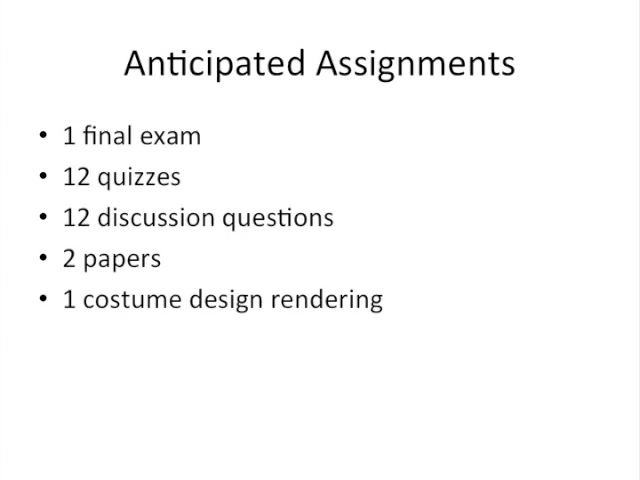 Anticipated Assignments
• 1 final exam
• 12 quizzes
• 12 discussion questions
• 2 papers
• 1 costume design rendering